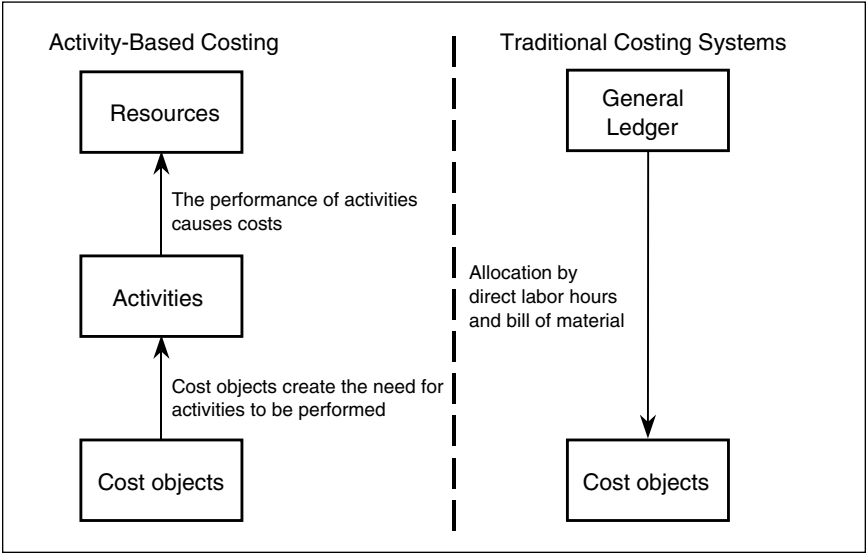 Activity-Based Costing
Resources
The performance of activities
causes costs
Activities
Cost objects create the need for
activities to be performed
Cost objects
Traditional Costing Systems
General
Ledger
Allocation by
direct labor hours
and bill of material
Cost objects